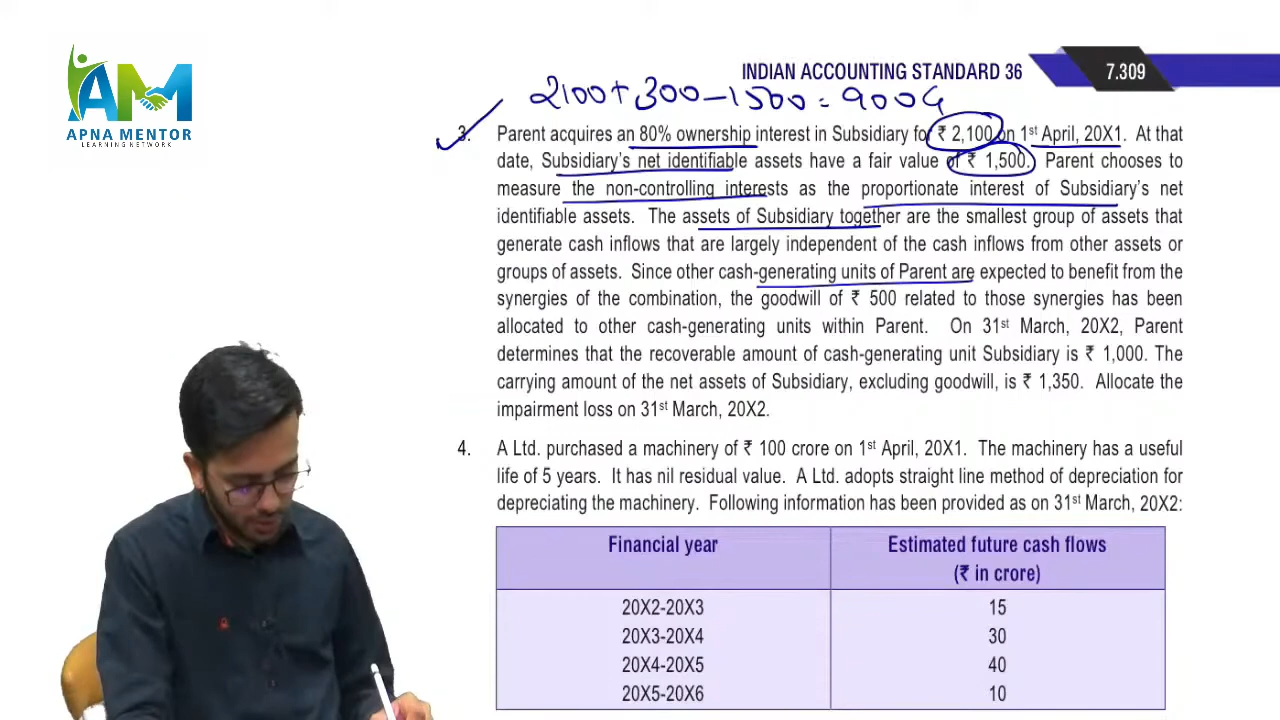 AM
APNA MENTOR
LEARNING NETWORK
INDIAN ACCOUNTING STANDARD 36
7.309
2100+300-1500=900G
3. Parent acquires an 80% ownership interest in Subsidiary for ₹ 2,100 on 1st April, 20X1. At that
date, Subsidiary's net identifiable assets have a fair value of ₹ 1,500. Parent chooses to
measure the non-controlling interests as the proportionate interest of Subsidiary's net
identifiable assets. The assets of Subsidiary together are the smallest group of assets that
generate cash inflows that are largely independent of the cash inflows from other assets or
groups of assets. Since other cash-generating units of Parent are expected to benefit from the
synergies of the combination, the goodwill of ₹ 500 related to those synergies has been
allocated to other cash-generating units within Parent. On 31st March, 20X2, Parent
determines that the recoverable amount of cash-generating unit Subsidiary is ₹ 1,000. The
carrying amount of the net assets of Subsidiary, excluding goodwill, is ₹ 1,350. Allocate the
impairment loss on 31st March, 20X2.
4. A Ltd. purchased a machinery of ₹ 100 crore on 1st April, 20X1. The machinery has a useful
life of 5 years. It has nil residual value. A Ltd. adopts straight line method of depreciation for
depreciating the machinery. Following information has been provided as on 31st March, 20X2:
Financial year Estimated future cash flows
(₹ in crore)
20X2-20X3 15
20X3-20X4 30
20X4-20X5 40
20X5-20X6 10